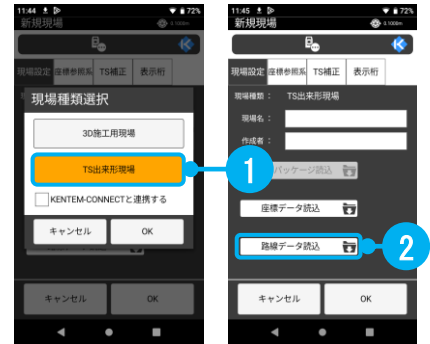 11:44
72%
新規現場
0.1000m
現場設定 座標参照系 TS補正 表示桁
現場種類選択
3D施工用現場
TS出来形現場
KENTEM-CONNECTと連携する
キャンセル OK
キャンセル OK
1
11:45
72%
新規現場
0.1000m
現場設定 座標参照系 TS補正 表示桁
現場種類： TS出来形現場
現場名：
作成者：
パッケージ読込
座標データ読込
路線データ読込
2
キャンセル OK